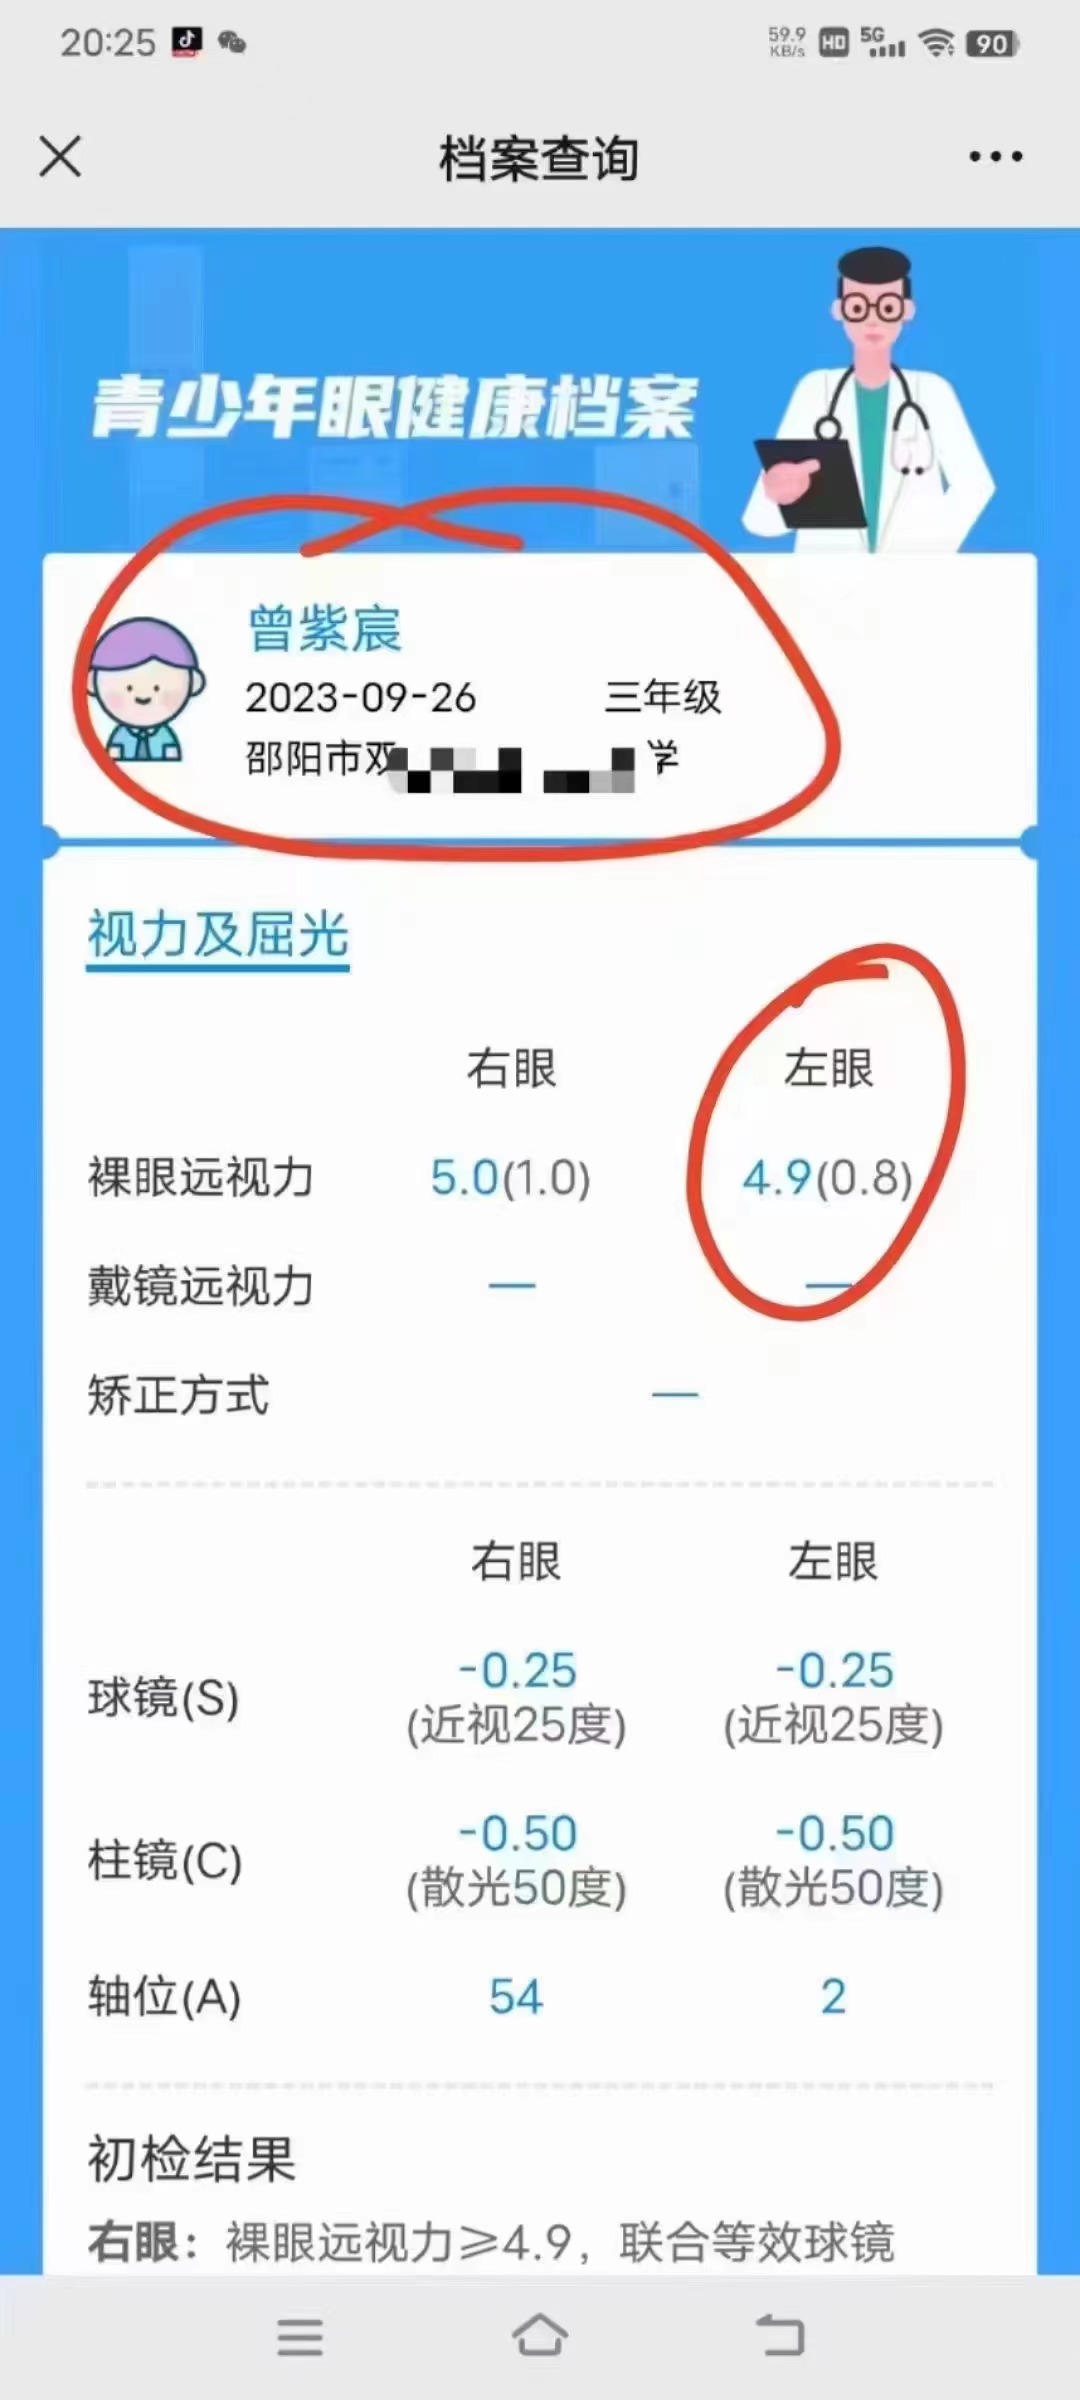 20:25
59.9 KB/s HD 5G 90
档案查询
青少年眼健康档案
曾紫宸
2023-09-26 三年级
邵阳市双 学
视力及屈光
右眼 左眼
裸眼远视力 5.0(1.0) 4.9(0.8)
戴镜远视力 — —
矫正方式 —
右眼 左眼
球镜(S) -0.25 -0.25
(近视25度) (近视25度)
柱镜(C) -0.50 -0.50
(散光50度) (散光50度)
轴位(A) 54 2
初检结果
右眼：裸眼远视力≥4.9，联合等效球镜